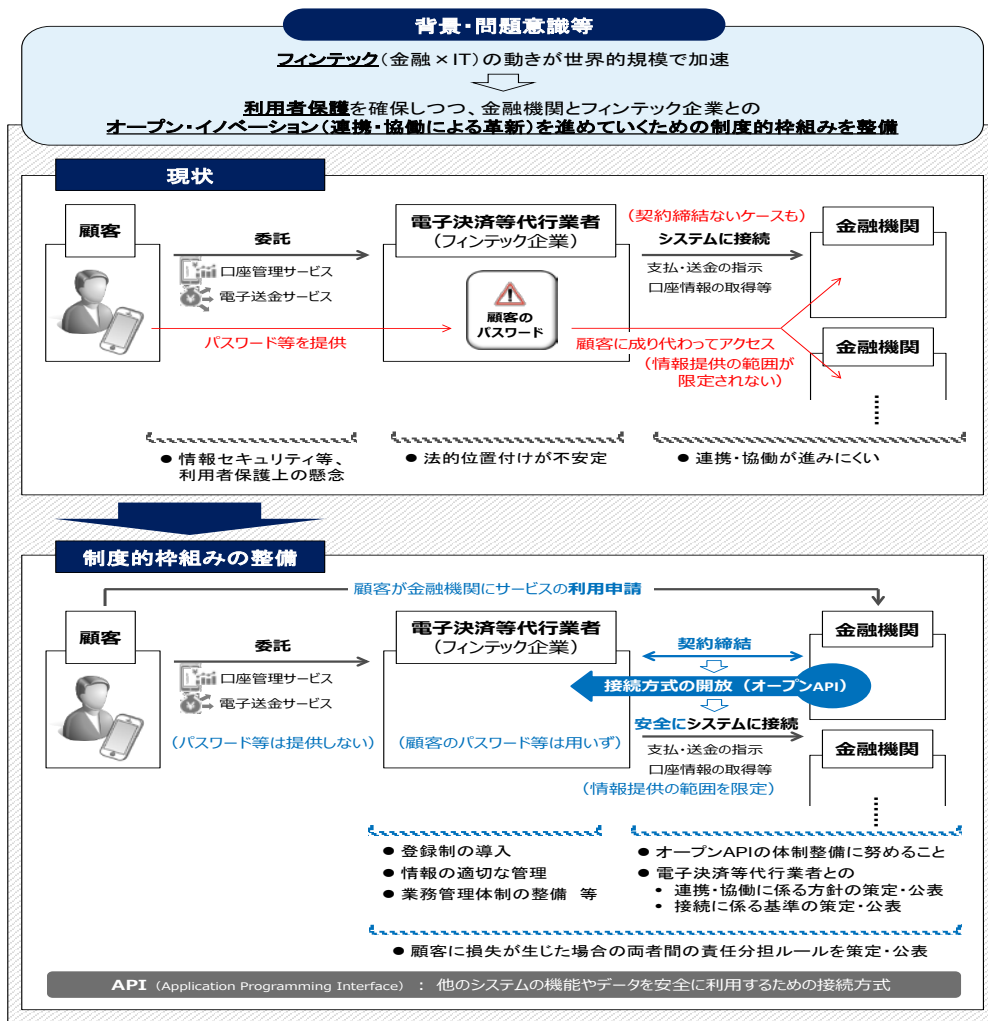 背景・問題意識等
フィンテック（金融×IT）の動きが世界的規模で加速
利用者保護を確保しつつ、金融機関とフィンテック企業との
オープン・イノベーション（連携・協働による革新）を進めていくための制度的枠組みを整備
現状
顧客
委託
口座管理サービス
電子送金サービス
パスワード等を提供
電子決済等代行業者
（フィンテック企業）
顧客の
パスワード
（契約締結ないケースも）
システムに接続
支払・送金の指示
口座情報の取得等
顧客に成り代わってアクセス
（情報提供の範囲が
限定されない）
金融機関
金融機関
● 情報セキュリティ等、
利用者保護上の懸念
● 法的位置付けが不安定
● 連携・協働が進みにくい
制度的枠組みの整備
顧客が金融機関にサービスの利用申請
顧客
委託
口座管理サービス
電子送金サービス
（パスワード等は提供しない）
電子決済等代行業者
（フィンテック企業）
（顧客のパスワード等は用いず）
契約締結
接続方式の開放（オープンAPI）
安全にシステムに接続
支払・送金の指示
口座情報の取得等
（情報提供の範囲を限定）
金融機関
金融機関
● 登録制の導入
● 情報の適切な管理
● 業務管理体制の整備 等
● オープンAPIの体制整備に努めること
● 電子決済等代行業者との
• 連携・協働に係る方針の策定・公表
• 接続に係る基準の策定・公表
● 顧客に損失が生じた場合の両者間の責任分担ルールを策定・公表
API （Application Programming Interface） ： 他のシステムの機能やデータを安全に利用するための接続方式